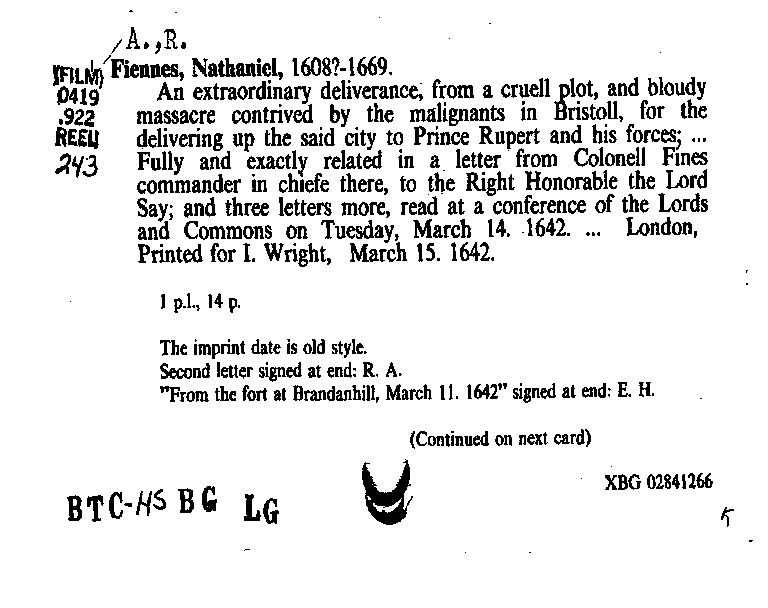 A., R.
(FILM) Fiennes, Nathaniel, 1608?-1669.
0419 An extraordinary deliverance, from a cruell plot, and bloudy
.922 massacre contrived by the malignants in Bristoll, for the
REEL delivering up the said city to Prince Rupert and his forces; ...
243 Fully and exactly related in a letter from Colonell Fines
commander in chiefe there, to the Right Honorable the Lord
Say; and three letters more, read at a conference of the Lords
and Commons on Tuesday, March 14. 1642. ... London,
Printed for I. Wright, March 15. 1642.
1 p.l., 14 p.
The imprint date is old style.
Second letter signed at end: R. A.
"From the fort at Brandanhill, March 11. 1642" signed at end: E. H.
(Continued on next card)
XBG 02841266
BTC-HS BG LG